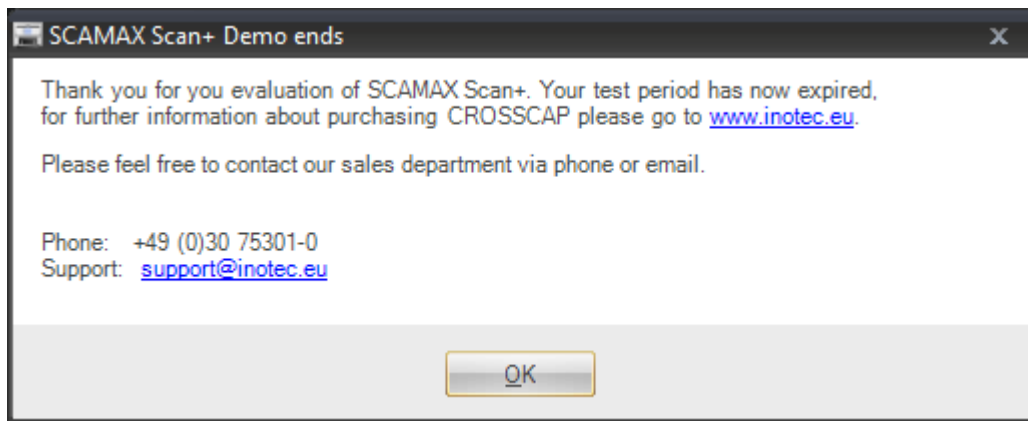 SCAMAX Scan+ Demo ends
Thank you for you evaluation of SCAMAX Scan+. Your test period has now expired,
for further information about purchasing CROSSCAP please go to www.inotec.eu.
Please feel free to contact our sales department via phone or email.
Phone: +49 (0)30 75301-0
Support: support@inotec.eu
OK